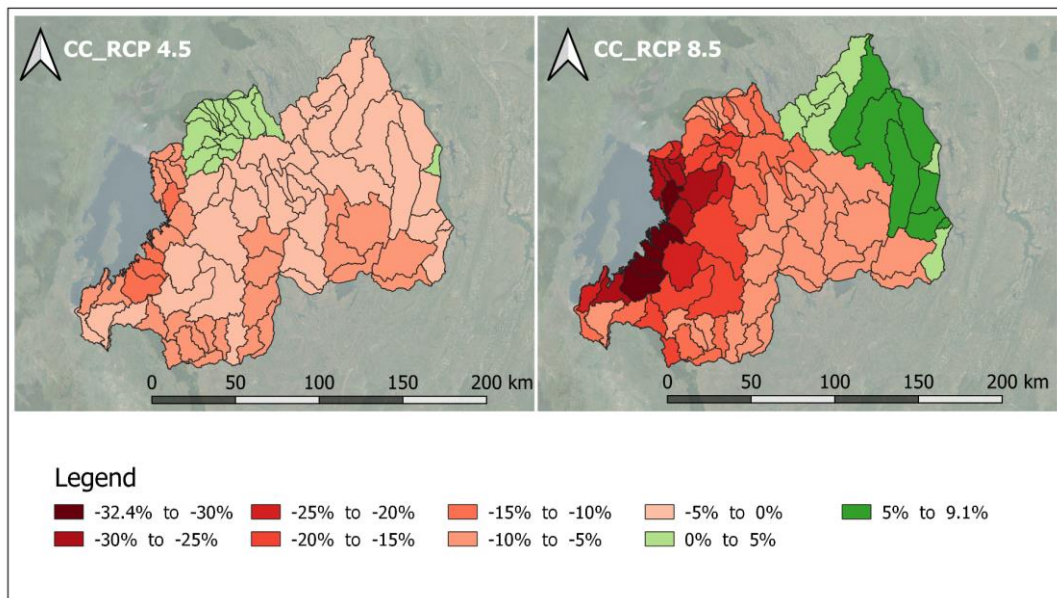 CC_RCP 4.5
CC_RCP 8.5
0 50 100 150 200 km
0 50 100 150 200 km
Legend
-32.4% to -30%
-25% to -20%
-15% to -10%
-5% to 0%
5% to 9.1%
-30% to -25%
-20% to -15%
-10% to -5%
0% to 5%